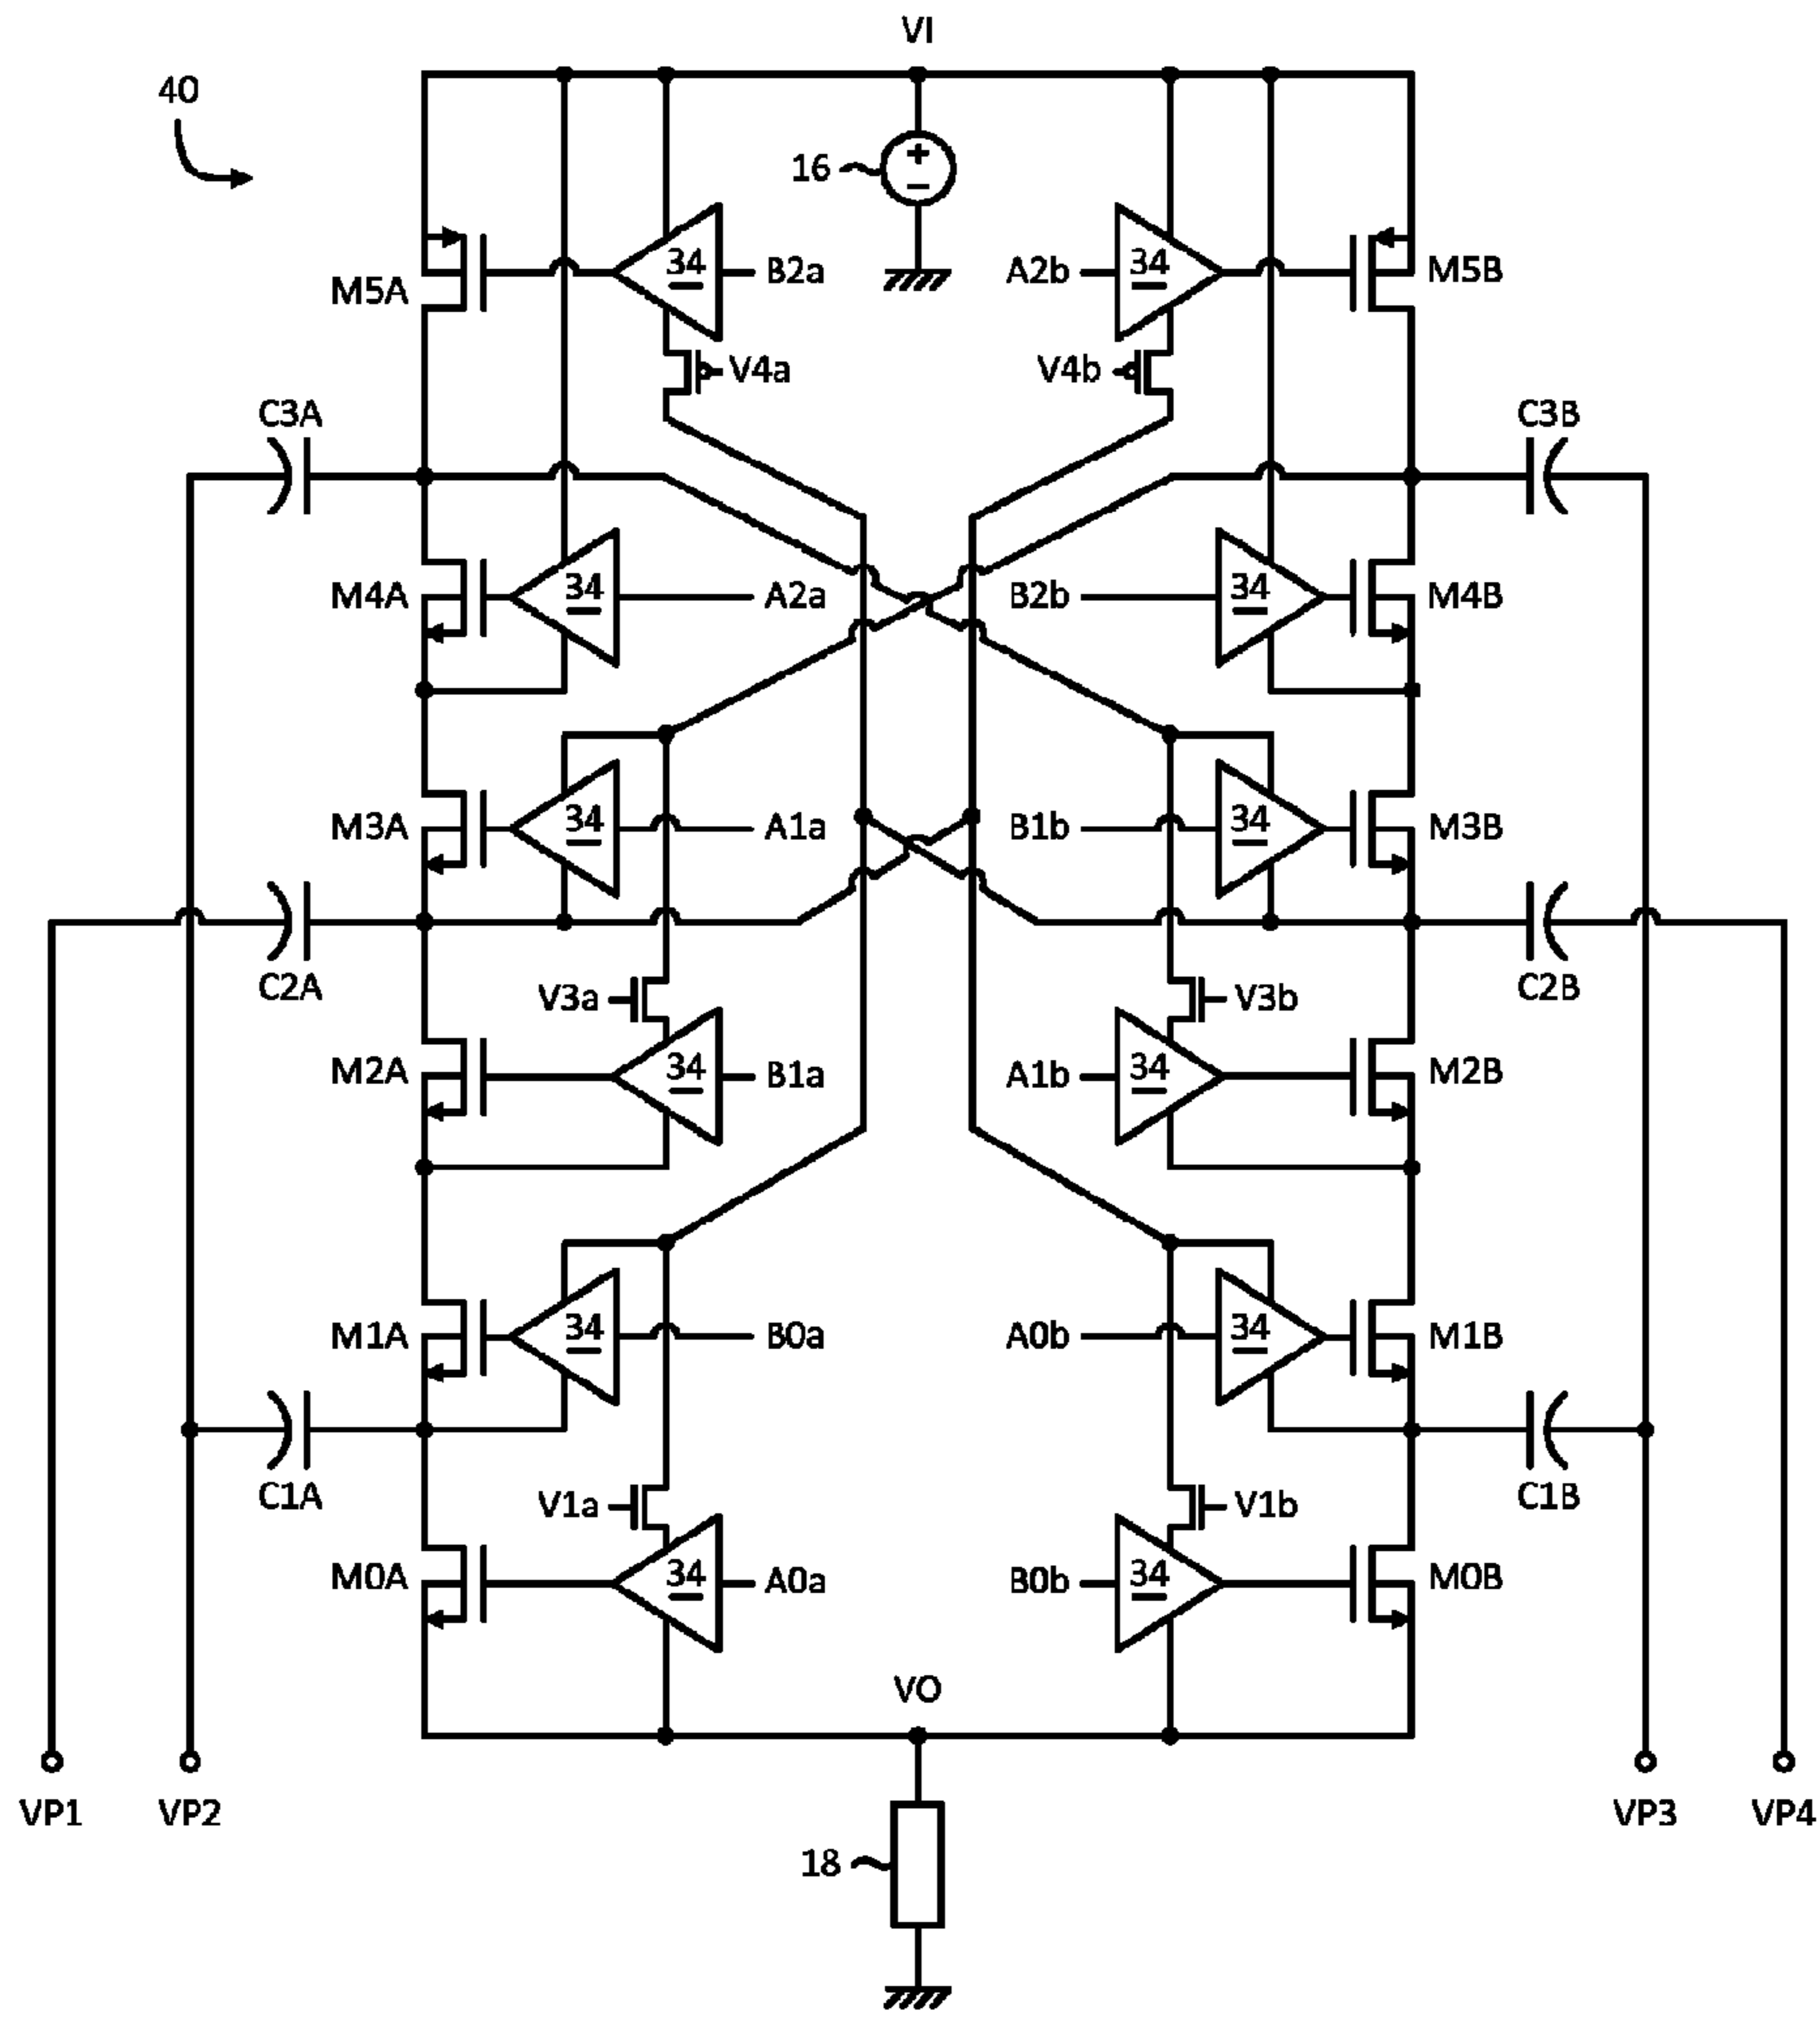 VI
40
16
34
B2a
A2b
34
M5A
M5B
V4a
V4b
C3A
C3B
M4A
34
A2a
B2b
34
M4B
M3A
34
A1a
B1b
34
M3B
C2A
V3a
V3b
C2B
M2A
34
B1a
A1b
34
M2B
M1A
34
B0a
A0b
34
M1B
C1A
V1a
V1b
C1B
M0A
34
A0a
B0b
34
M0B
VO
VP1
VP2
VP3
VP4
18